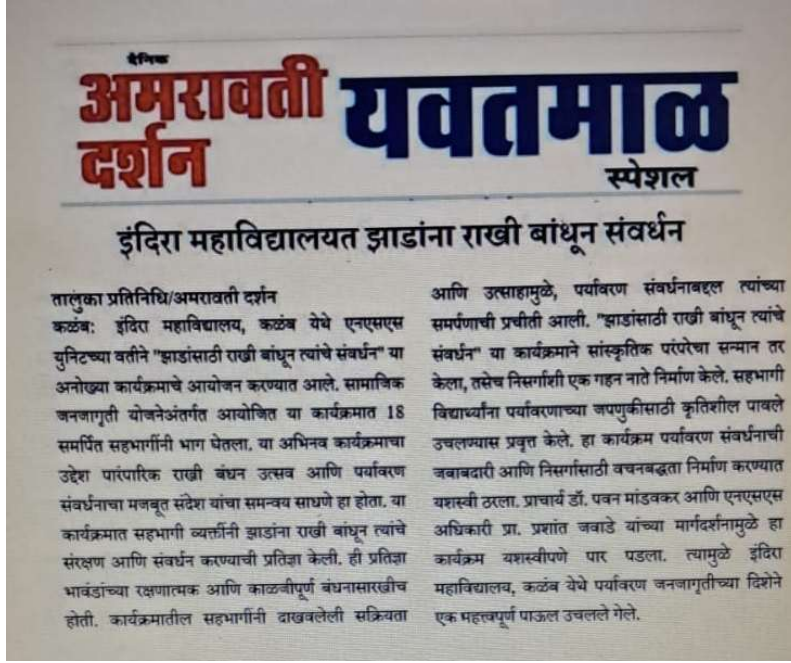 दैनिक
अमरावती
दर्शन
यवतमाळ
स्पेशल
इंदिरा महाविद्यालयत झाडांना राखी बांधून संवर्धन
तालुका प्रतिनिधि/अमरावती दर्शन
कळंब: इंदिरा महाविद्यालय, कळंब येथे एनएसएस
युनिटच्या वतीने "झाडांसाठी राखी बांधून त्यांचे संवर्धन" या
अनोख्या कार्यक्रमाचे आयोजन करण्यात आले. सामाजिक
जनजागृती योजनेअंतर्गत आयोजित या कार्यक्रमात 18
समर्पित सहभागींनी भाग घेतला. या अभिनव कार्यक्रमाचा
उद्देश पारंपारिक राखी बंधन उत्सव आणि पर्यावरण
संवर्धनाचा मजबूत संदेश यांचा समन्वय साधणे हा होता. या
कार्यक्रमात सहभागी व्यक्तींनी झाडांना राखी बांधून त्यांचे
संरक्षण आणि संवर्धन करण्याची प्रतिज्ञा केली. ही प्रतिज्ञा
भावंडांच्या रक्षणात्मक आणि काळजीपूर्ण बंधनासारखीच
होती. कार्यक्रमातील सहभागींनी दाखवलेली सक्रियता
आणि उत्साहामुळे, पर्यावरण संवर्धनाबद्दल त्यांच्या
समर्पणाची प्रचीती आली. "झाडांसाठी राखी बांधून त्यांचे
संवर्धन" या कार्यक्रमाने सांस्कृतिक परंपरेचा सन्मान तर
केला, तसेच निसर्गाशी एक गहन नाते निर्माण केले. सहभागी
विद्यार्थ्यांना पर्यावरणाच्या जपणुकीसाठी कृतिशील पावले
उचलण्यास प्रवृत्त केले. हा कार्यक्रम पर्यावरण संवर्धनाची
जवाबदारी आणि निसर्गासाठी वचनबद्धता निर्माण करण्यात
यशस्वी ठरला. प्राचार्य डॉ. पवन मांडवकर आणि एनएसएस
अधिकारी प्रा. प्रशांत जवादे यांच्या मार्गदर्शनामुळे हा
कार्यक्रम यशस्वीपणे पार पडला. त्यामुळे इंदिरा
महाविद्यालय, कळंब येथे पर्यावरण जनजागृतीच्या दिशेने
एक महत्त्वपूर्ण पाऊल उचलले गेले.